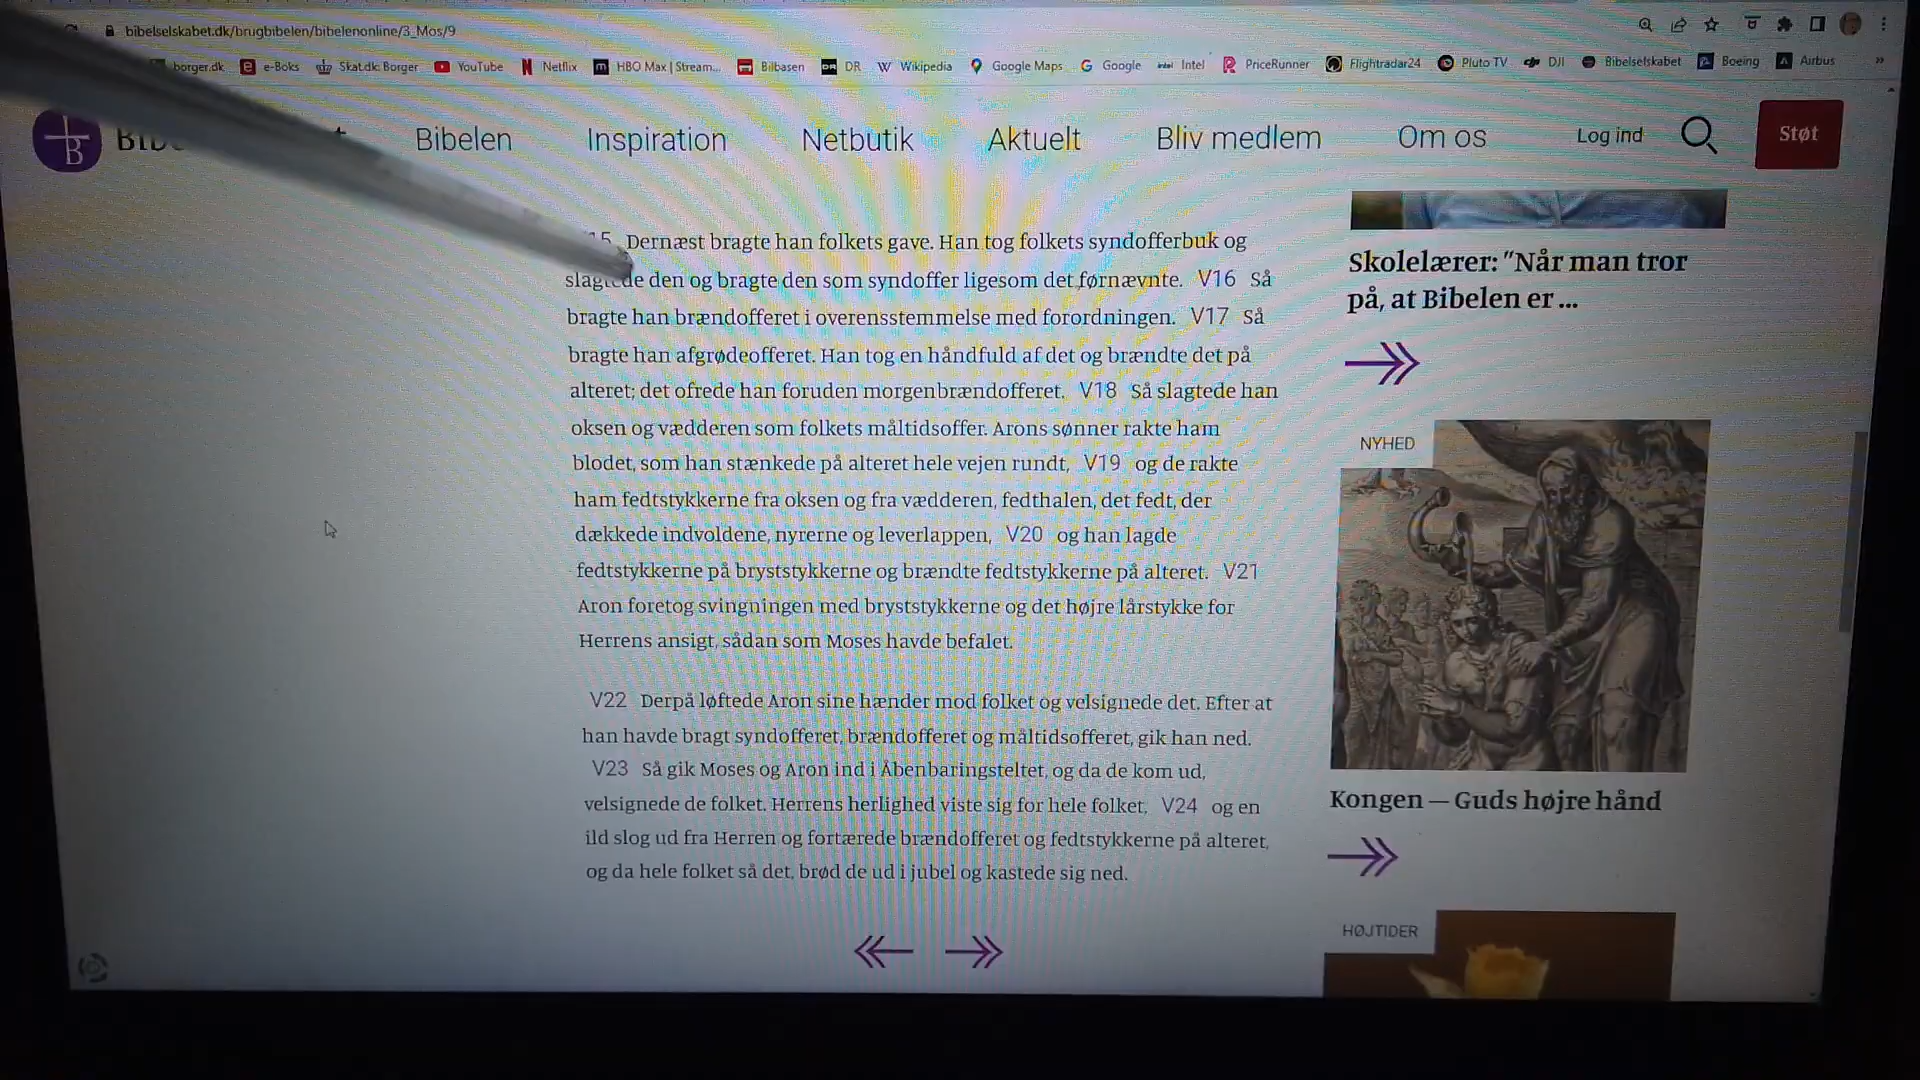 bibelselskabet.dk/brugbibelen/bibelenonline/3_Mos/9
borger.dk e-Boks Skat.dk: Borger YouTube Netflix HBO Max | Stream... Bilbasen DR Wikipedia Google Maps Google Intel PriceRunner Flightradar24 Pluto TV DJI Bibelselskabet Boeing Airbus »
Bibelen Inspiration Netbutik Aktuelt Bliv medlem Om os Log ind Støt
15 Dernæst bragte han folkets gave. Han tog folkets syndofferbuk og
slagtede den og bragte den som syndoffer ligesom det førnævnte. V16 Så
bragte han brændofferet i overensstemmelse med forordningen. V17 Så
bragte han afgrødeofferet. Han tog en håndfuld af det og brændte det på
alteret; det ofrede han foruden morgenbrændofferet. V18 Så slagtede han
oksen og vædderen som folkets måltidsoffer. Arons sønner rakte ham
blodet, som han stænkede på alteret hele vejen rundt, V19 og de rakte
ham fedtstykkerne fra oksen og fra vædderen, fedthalen, det fedt, der
dækkede indvoldene, nyrerne og leverlappen, V20 og han lagde
fedtstykkerne på bryststykkerne og brændte fedtstykkerne på alteret. V21
Aron foretog svingningen med bryststykkerne og det højre lårstykke for
Herrens ansigt, sådan som Moses havde befalet.
V22 Derpå løftede Aron sine hænder mod folket og velsignede det. Efter at
han havde bragt syndofferet, brændofferet og måltidsofferet, gik han ned.
V23 Så gik Moses og Aron ind i Åbenbaringsteltet, og da de kom ud,
velsignede de folket. Herrens herlighed viste sig for hele folket, V24 og en
ild slog ud fra Herren og fortærede brændofferet og fedtstykkerne på alteret,
og da hele folket så det, brød de ud i jubel og kastede sig ned.
Skolelærer: "Når man tror
på, at Bibelen er ...
NYHED
Kongen — Guds højre hånd
HØJTIDER